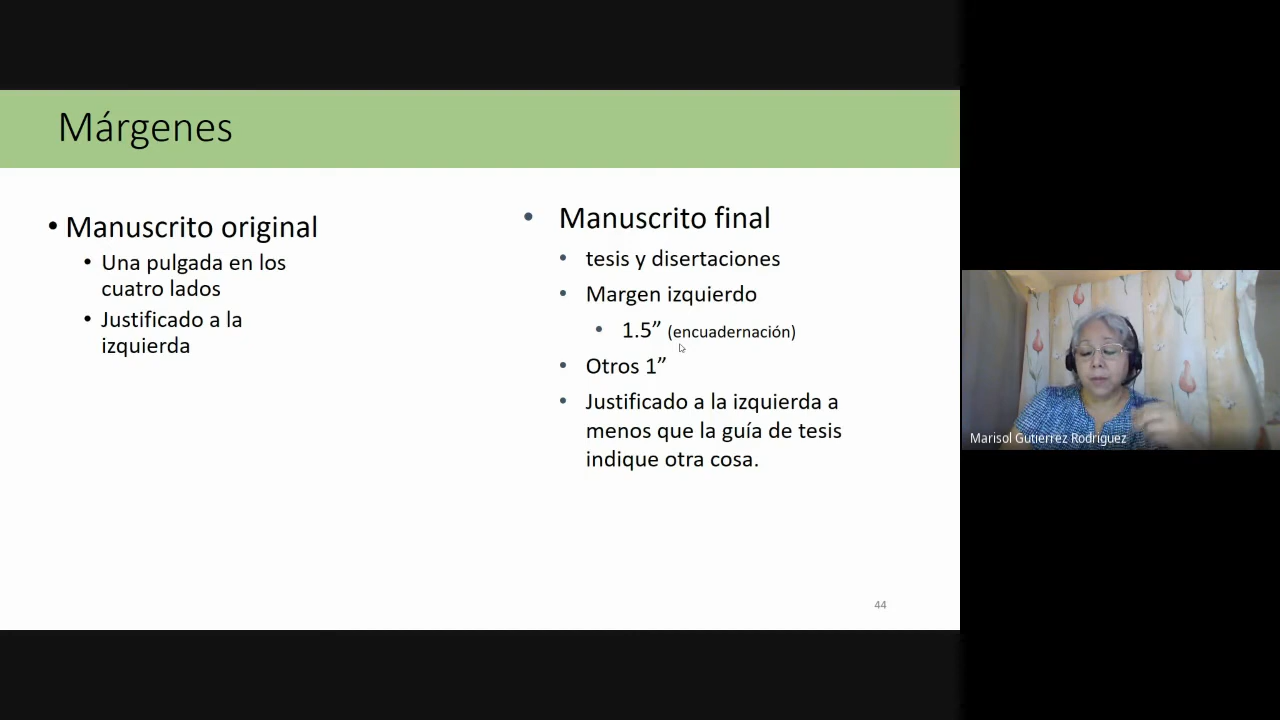 Márgenes
• Manuscrito original
• Una pulgada en los
cuatro lados
• Justificado a la
izquierda
• Manuscrito final
• tesis y disertaciones
• Margen izquierdo
• 1.5” (encuadernación)
• Otros 1”
• Justificado a la izquierda a
menos que la guía de tesis
indique otra cosa.
44
Marisol Gutierrez Rodriguez